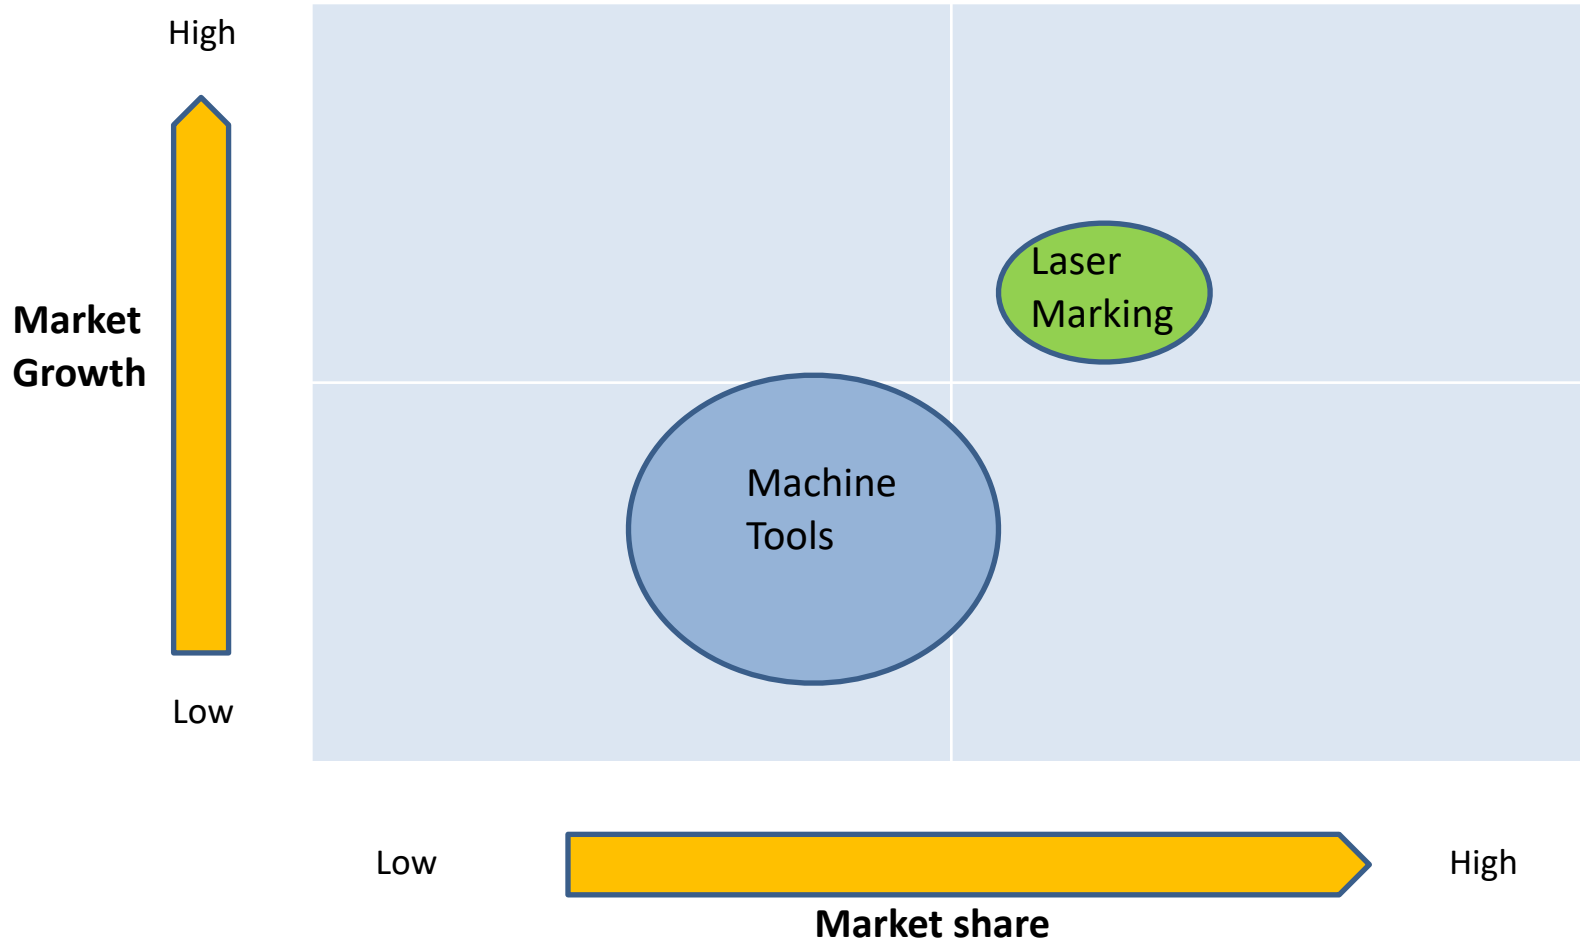 High
Market
Growth
Low
Laser
Marking
Machine
Tools
Low
High
Market share